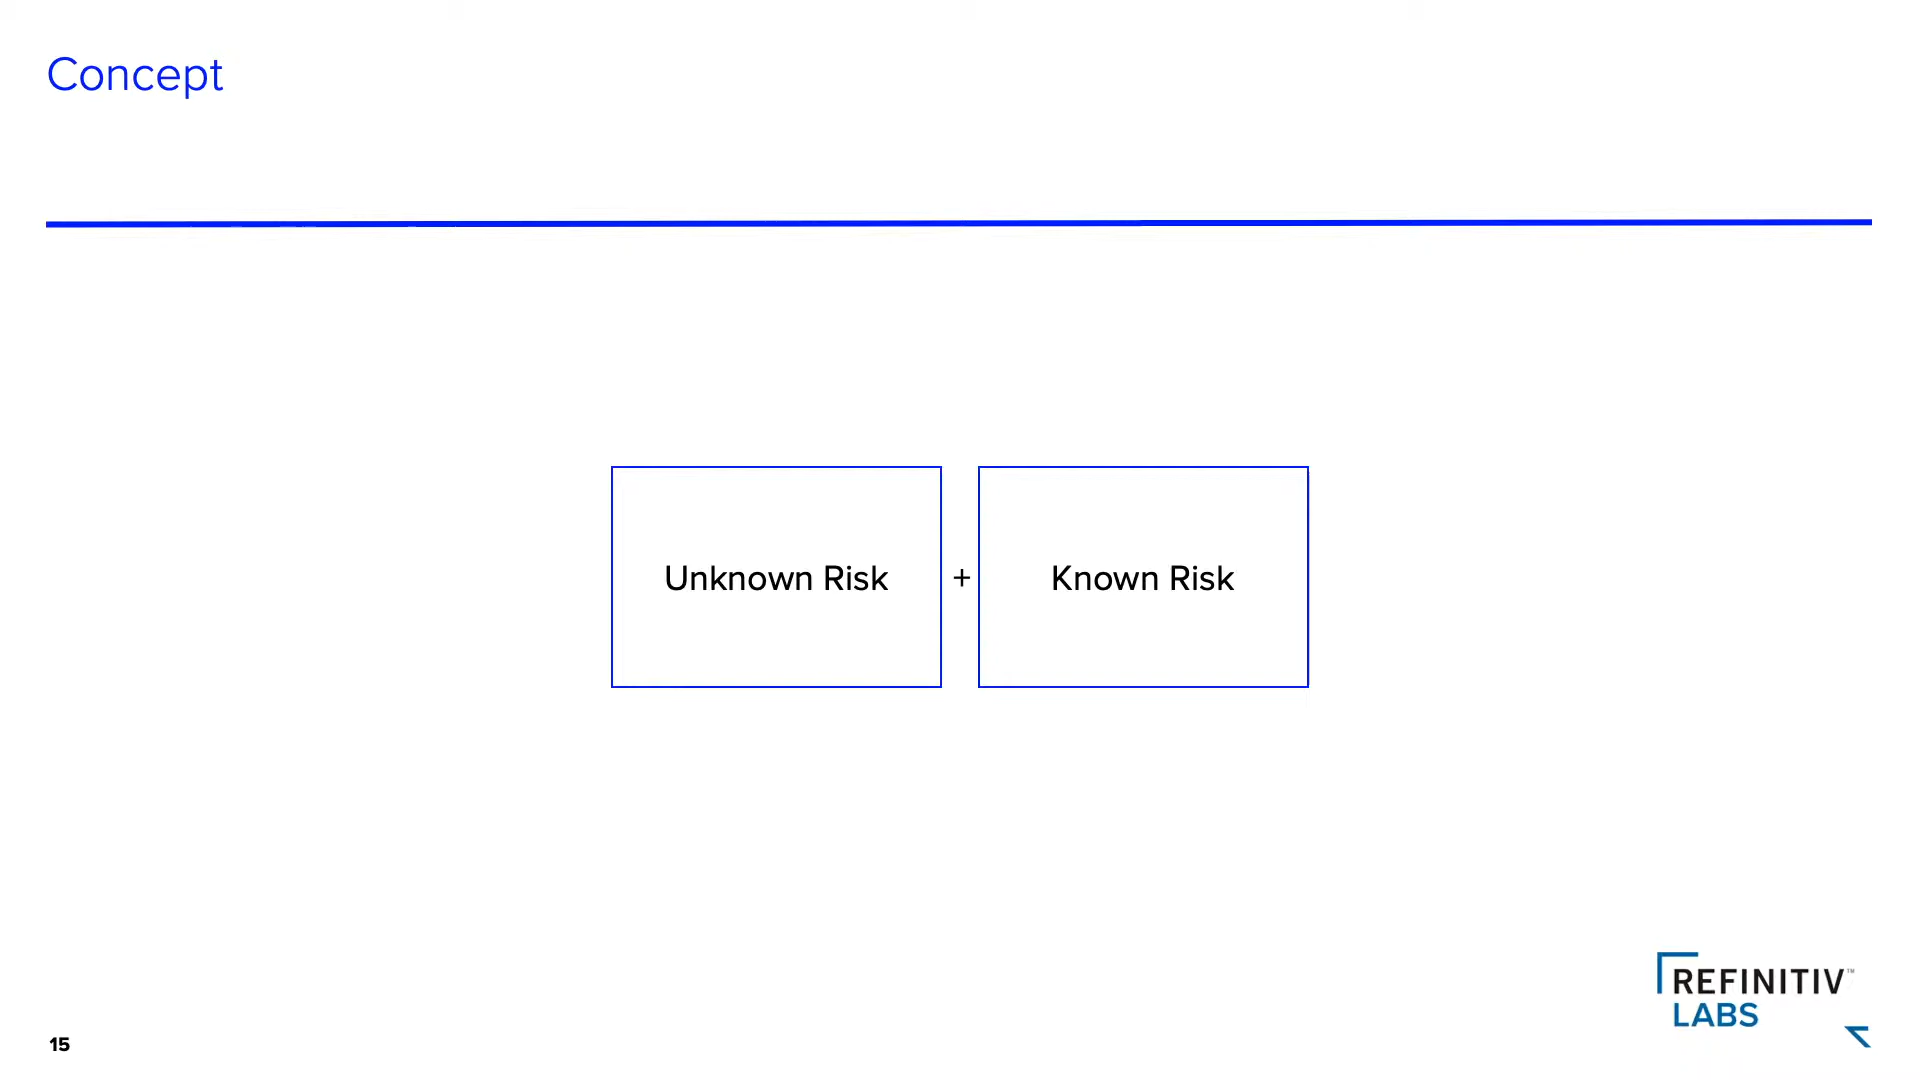 Concept
Unknown Risk + Known Risk
REFINITIV™
LABS
15